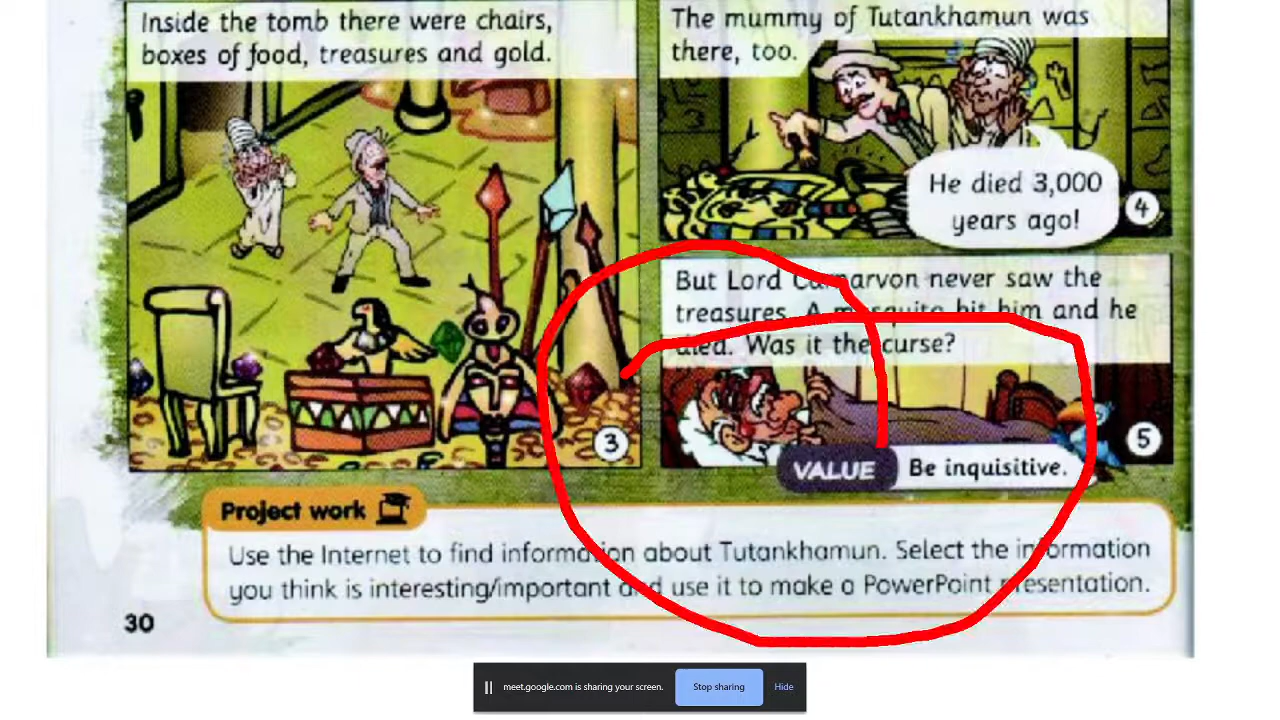 Inside the tomb there were chairs,
boxes of food, treasures and gold.
3
The mummy of Tutankhamun was
there, too.
He died 3,000
years ago!
4
But Lord Carnarvon never saw the
treasures. A mosquito bit him and he
died. Was it the curse?
5
VALUE Be inquisitive.
Project work
Use the Internet to find information about Tutankhamun. Select the information
you think is interesting/important and use it to make a PowerPoint presentation.
30
meet.google.com is sharing your screen. Stop sharing Hide